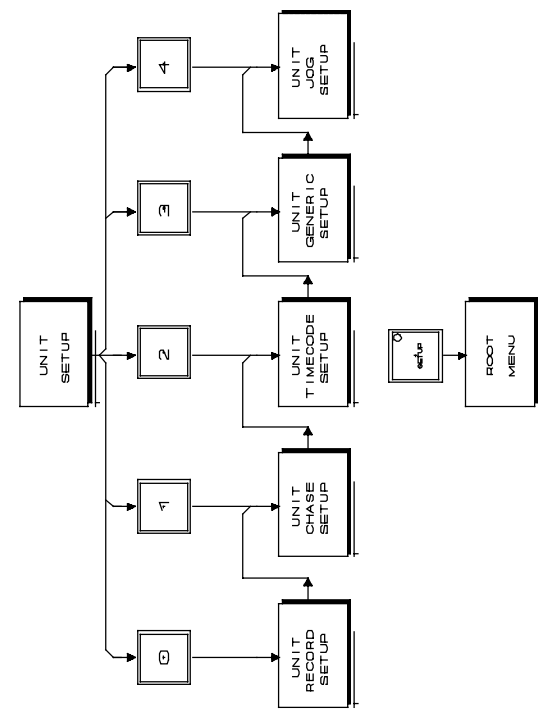 UNIT
SETUP
0
1
2
3
4
UNIT
RECORD
SETUP
UNIT
CHASE
SETUP
UNIT
TIMECODE
SETUP
UNIT
GENERIC
SETUP
UNIT
JOG
SETUP
SETUP
ROOT
MENU